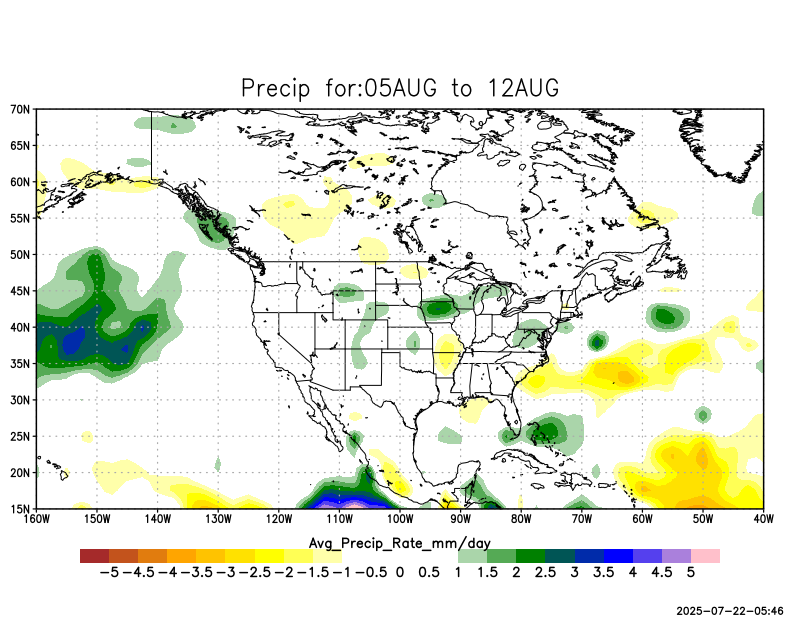 Precip for:05AUG to 12AUG
70N
65N
60N
55N
50N
45N
40N
35N
30N
25N
20N
15N
160W 150W 140W 130W 120W 110W 100W 90W 80W 70W 60W 50W 40W
Avg_Precip_Rate_mm/day
-5 -4.5 -4 -3.5 -3 -2.5 -2 -1.5 -1 -0.5 0 0.5 1 1.5 2 2.5 3 3.5 4 4.5 5
2025-07-22-05:46